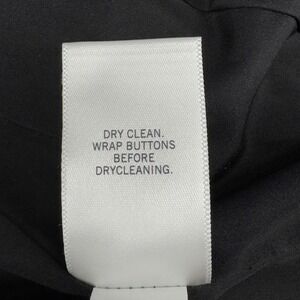 DRY CLEAN.
WRAP BUTTONS
BEFORE
DRYCLEANING.